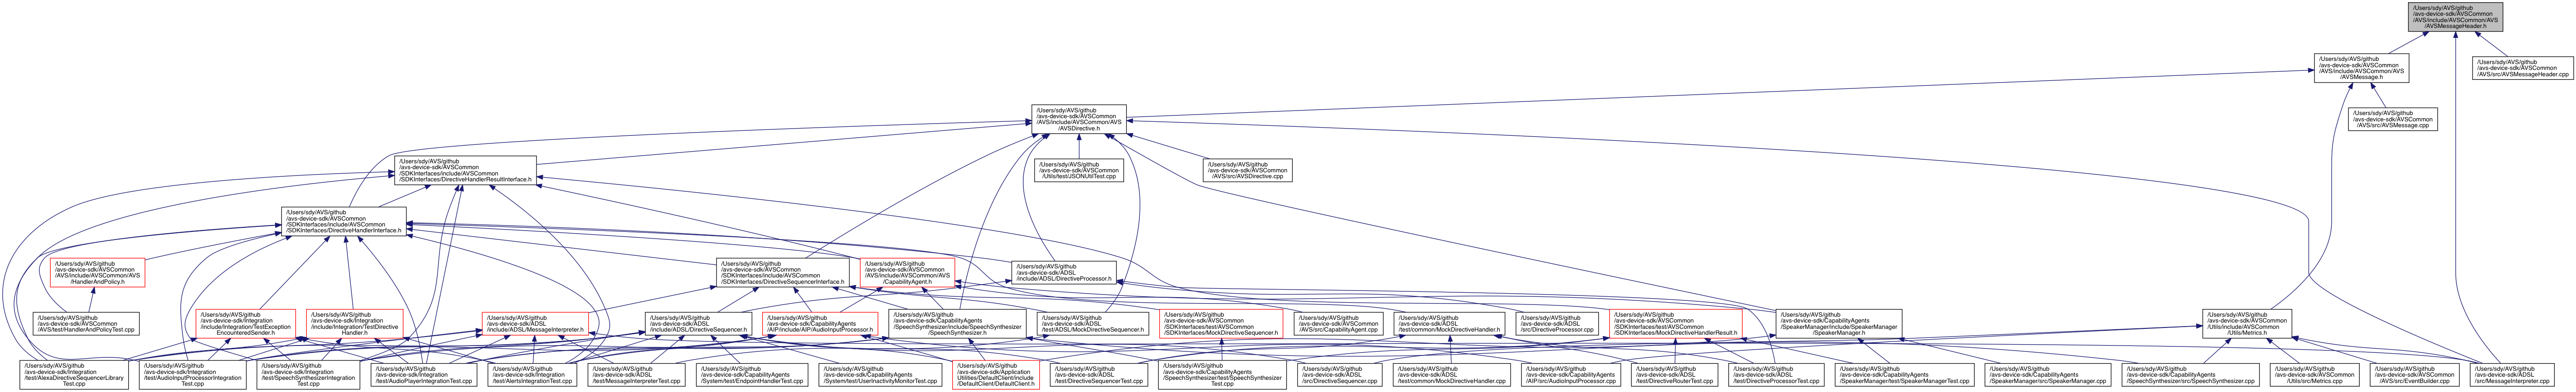 /Users/sdy/AVS/github
/avs-device-sdk/AVSCommon
/AVS/include/AVSCommon/AVS
/AVSMessageHeader.h
/Users/sdy/AVS/github
/avs-device-sdk/AVSCommon
/AVS/include/AVSCommon/AVS
/AVSMessage.h
/Users/sdy/AVS/github
/avs-device-sdk/AVSCommon
/AVS/src/AVSMessageHeader.cpp
/Users/sdy/AVS/github
/avs-device-sdk/AVSCommon
/AVS/include/AVSCommon/AVS
/AVSDirective.h
/Users/sdy/AVS/github
/avs-device-sdk/AVSCommon
/AVS/src/AVSMessage.cpp
/Users/sdy/AVS/github
/avs-device-sdk/AVSCommon
/SDKInterfaces/include/AVSCommon
/SDKInterfaces/DirectiveHandlerResultInterface.h
/Users/sdy/AVS/github
/avs-device-sdk/AVSCommon
/Utils/test/JSONUtilTest.cpp
/Users/sdy/AVS/github
/avs-device-sdk/AVSCommon
/AVS/src/AVSDirective.cpp
/Users/sdy/AVS/github
/avs-device-sdk/AVSCommon
/SDKInterfaces/include/AVSCommon
/SDKInterfaces/DirectiveHandlerInterface.h
/Users/sdy/AVS/github
/avs-device-sdk/AVSCommon
/AVS/include/AVSCommon/AVS
/HandlerAndPolicy.h
/Users/sdy/AVS/github
/avs-device-sdk/AVSCommon
/SDKInterfaces/include/AVSCommon
/SDKInterfaces/DirectiveSequencerInterface.h
/Users/sdy/AVS/github
/avs-device-sdk/AVSCommon
/AVS/include/AVSCommon/AVS
/CapabilityAgent.h
/Users/sdy/AVS/github
/avs-device-sdk/ADSL
/include/ADSL/DirectiveProcessor.h
/Users/sdy/AVS/github
/avs-device-sdk/AVSCommon
/AVS/test/HandlerAndPolicyTest.cpp
/Users/sdy/AVS/github
/avs-device-sdk/Integration
/include/Integration/TestException
EncounteredSender.h
/Users/sdy/AVS/github
/avs-device-sdk/Integration
/include/Integration/TestDirective
Handler.h
/Users/sdy/AVS/github
/avs-device-sdk/ADSL
/include/ADSL/MessageInterpreter.h
/Users/sdy/AVS/github
/avs-device-sdk/ADSL
/include/ADSL/DirectiveSequencer.h
/Users/sdy/AVS/github
/avs-device-sdk/CapabilityAgents
/AIP/include/AIP/AudioInputProcessor.h
/Users/sdy/AVS/github
/avs-device-sdk/CapabilityAgents
/SpeechSynthesizer/include/SpeechSynthesizer
/SpeechSynthesizer.h
/Users/sdy/AVS/github
/avs-device-sdk/ADSL
/test/ADSL/MockDirectiveSequencer.h
/Users/sdy/AVS/github
/avs-device-sdk/AVSCommon
/SDKInterfaces/test/AVSCommon
/SDKInterfaces/MockDirectiveSequencer.h
/Users/sdy/AVS/github
/avs-device-sdk/AVSCommon
/AVS/src/CapabilityAgent.cpp
/Users/sdy/AVS/github
/avs-device-sdk/ADSL
/test/common/MockDirectiveHandler.h
/Users/sdy/AVS/github
/avs-device-sdk/ADSL
/src/DirectiveProcessor.cpp
/Users/sdy/AVS/github
/avs-device-sdk/AVSCommon
/SDKInterfaces/test/AVSCommon
/SDKInterfaces/MockDirectiveHandlerResult.h
/Users/sdy/AVS/github
/avs-device-sdk/CapabilityAgents
/SpeakerManager/include/SpeakerManager
/SpeakerManager.h
/Users/sdy/AVS/github
/avs-device-sdk/AVSCommon
/Utils/include/AVSCommon
/Utils/Metrics.h
/Users/sdy/AVS/github
/avs-device-sdk/Integration
/test/AlexaDirectiveSequencerLibrary
Test.cpp
/Users/sdy/AVS/github
/avs-device-sdk/Integration
/test/AudioInputProcessorIntegration
Test.cpp
/Users/sdy/AVS/github
/avs-device-sdk/Integration
/test/SpeechSynthesizerIntegration
Test.cpp
/Users/sdy/AVS/github
/avs-device-sdk/Integration
/test/AudioPlayerIntegrationTest.cpp
/Users/sdy/AVS/github
/avs-device-sdk/Integration
/test/AlertsIntegrationTest.cpp
/Users/sdy/AVS/github
/avs-device-sdk/ADSL
/test/MessageInterpreterTest.cpp
/Users/sdy/AVS/github
/avs-device-sdk/CapabilityAgents
/System/test/EndpointHandlerTest.cpp
/Users/sdy/AVS/github
/avs-device-sdk/CapabilityAgents
/System/test/UserInactivityMonitorTest.cpp
/Users/sdy/AVS/github
/avs-device-sdk/Application
Utilities/DefaultClient/include
/DefaultClient/DefaultClient.h
/Users/sdy/AVS/github
/avs-device-sdk/ADSL
/test/DirectiveSequencerTest.cpp
/Users/sdy/AVS/github
/avs-device-sdk/CapabilityAgents
/SpeechSynthesizer/test/SpeechSynthesizer
Test.cpp
/Users/sdy/AVS/github
/avs-device-sdk/ADSL
/src/DirectiveSequencer.cpp
/Users/sdy/AVS/github
/avs-device-sdk/ADSL
/test/common/MockDirectiveHandler.cpp
/Users/sdy/AVS/github
/avs-device-sdk/CapabilityAgents
/AIP/src/AudioInputProcessor.cpp
/Users/sdy/AVS/github
/avs-device-sdk/ADSL
/test/DirectiveRouterTest.cpp
/Users/sdy/AVS/github
/avs-device-sdk/ADSL
/test/DirectiveProcessorTest.cpp
/Users/sdy/AVS/github
/avs-device-sdk/CapabilityAgents
/SpeakerManager/test/SpeakerManagerTest.cpp
/Users/sdy/AVS/github
/avs-device-sdk/CapabilityAgents
/SpeakerManager/src/SpeakerManager.cpp
/Users/sdy/AVS/github
/avs-device-sdk/CapabilityAgents
/SpeechSynthesizer/src/SpeechSynthesizer.cpp
/Users/sdy/AVS/github
/avs-device-sdk/AVSCommon
/Utils/src/Metrics.cpp
/Users/sdy/AVS/github
/avs-device-sdk/AVSCommon
/AVS/src/EventBuilder.cpp
/Users/sdy/AVS/github
/avs-device-sdk/ADSL
/src/MessageInterpreter.cpp